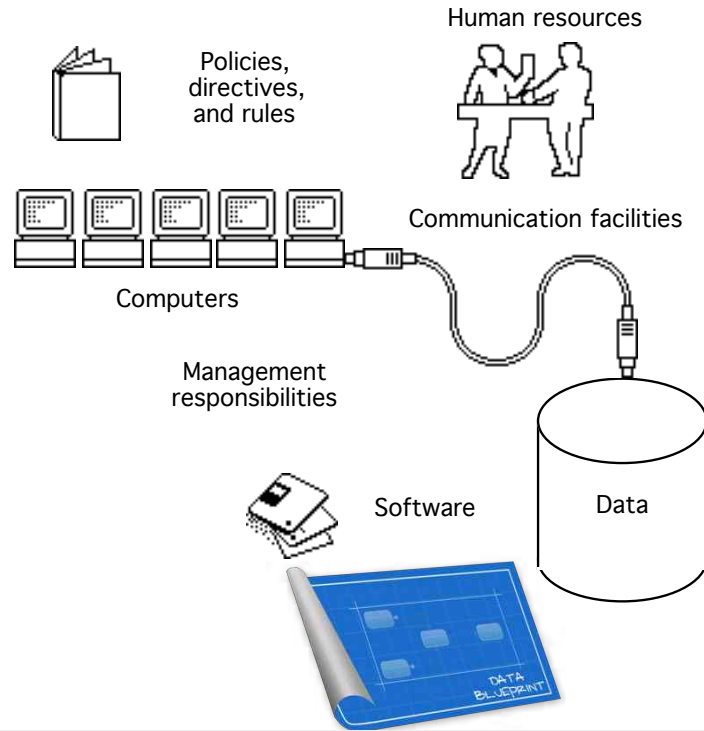 Human resources
Policies,
directives,
and rules
Communication facilities
Computers
Management
responsibilities
Software
Data
DATA
BLUEPRINT